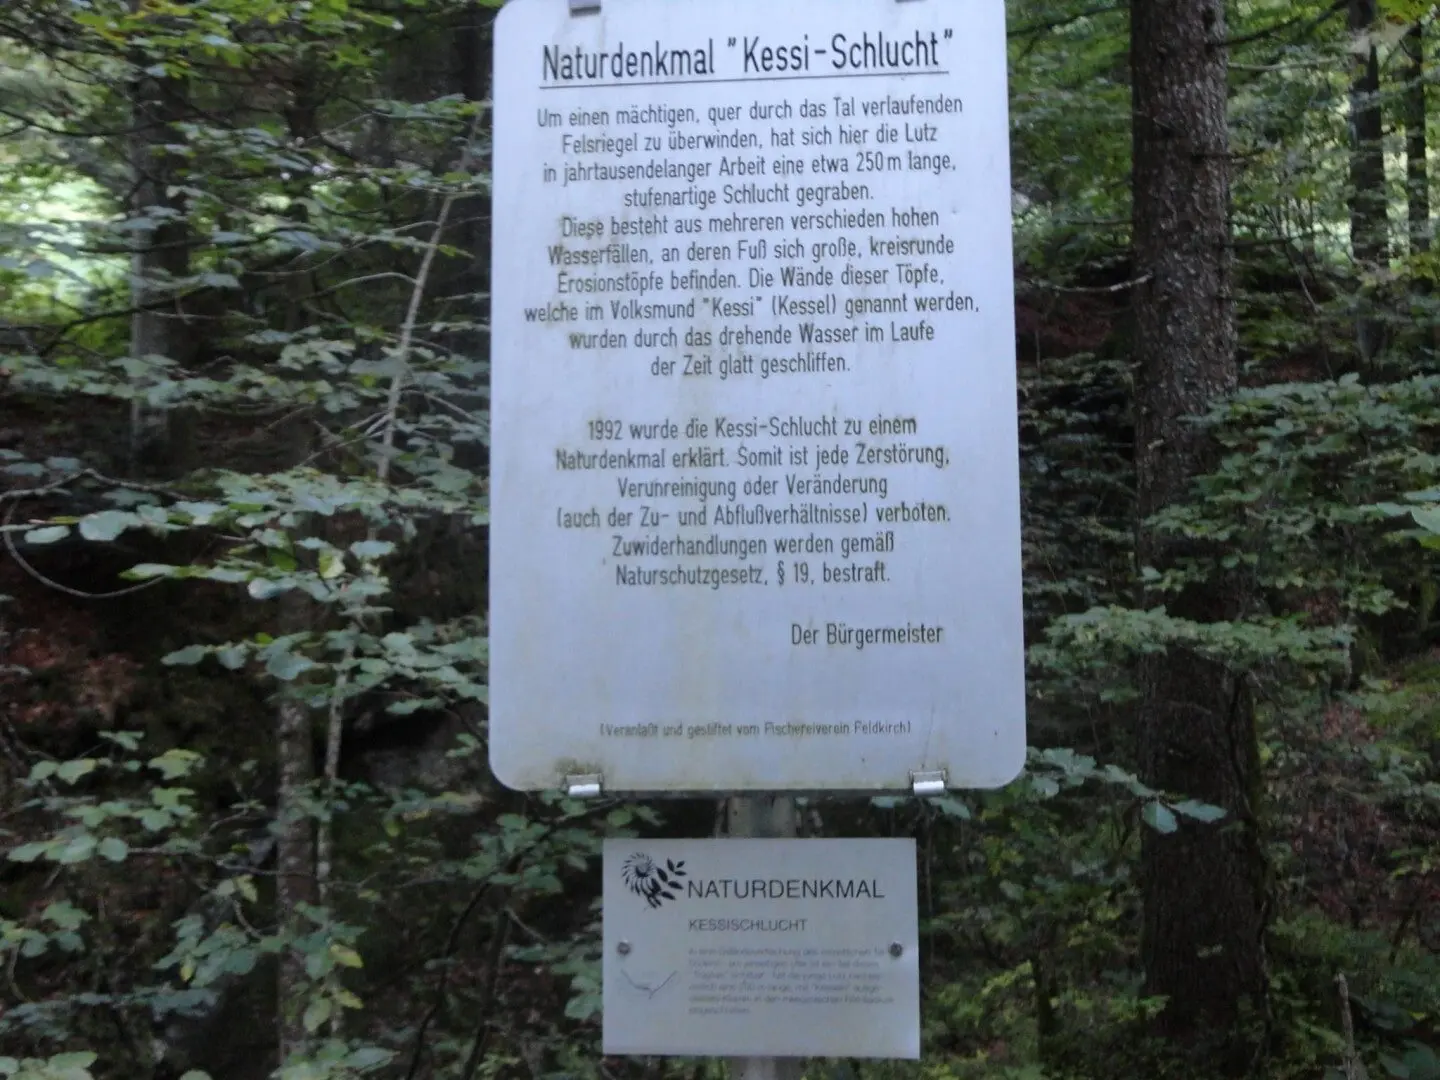 Naturdenkmal "Kessi-Schlucht"
Um einen mächtigen, quer durch das Tal verlaufenden
Felsriegel zu überwinden, hat sich hier die Lutz
in jahrtausendelanger Arbeit eine etwa 250m lange,
stufenartige Schlucht gegraben.
Diese besteht aus mehreren verschieden hohen
Wasserfällen, an deren Fuß sich große, kreisrunde
Erosionstöpfe befinden. Die Wände dieser Töpfe,
welche im Volksmund "Kessi" (Kessel) genannt werden,
wurden durch das drehende Wasser im Laufe
der Zeit glatt geschliffen.
1992 wurde die Kessi-Schlucht zu einem
Naturdenkmal erklärt. Somit ist jede Zerstörung,
Verunreinigung oder Veränderung
(auch der Zu- und Abflußverhältnisse) verboten.
Zuwiderhandlungen werden gemäß
Naturschutzgesetz, § 19, bestraft.
Der Bürgermeister
(Veranlaßt und gestiftet vom Fischereiverein Feldkirch)
NATURDENKMAL
KESSISCHLUCHT